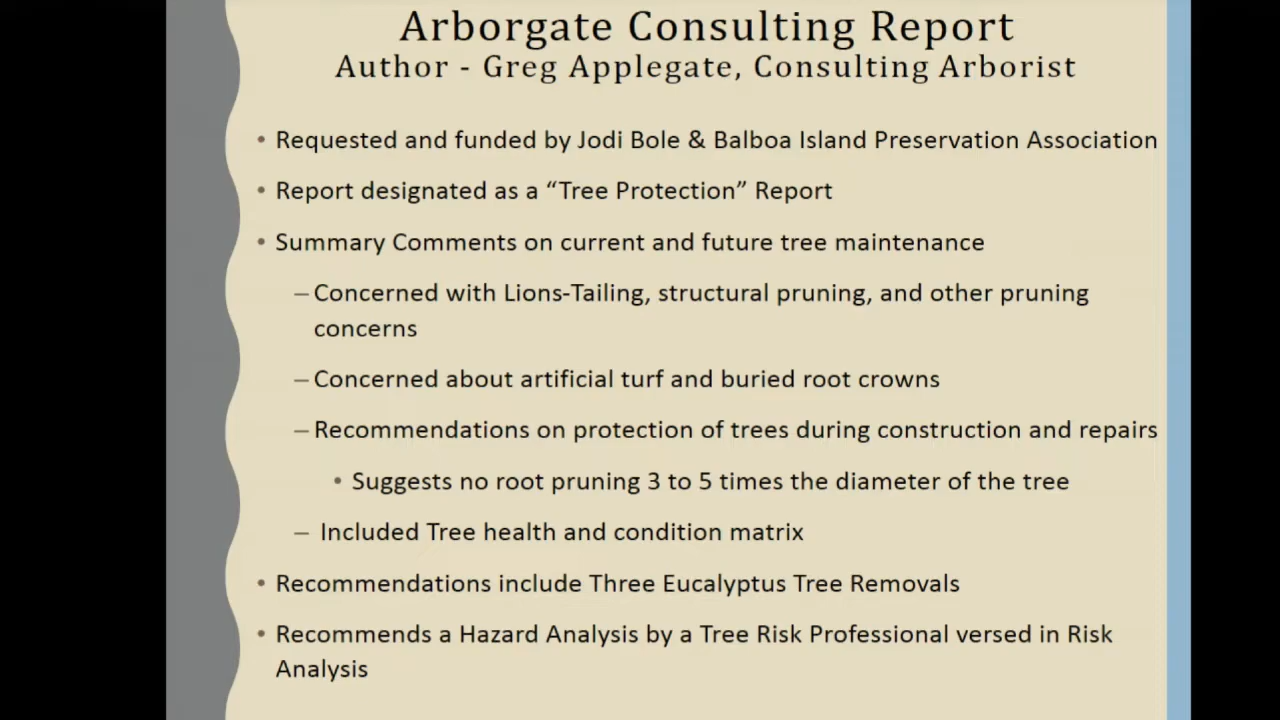 Arborgate Consulting Report
Author - Greg Applegate, Consulting Arborist
• Requested and funded by Jodi Bole & Balboa Island Preservation Association
• Report designated as a “Tree Protection” Report
• Summary Comments on current and future tree maintenance
– Concerned with Lions-Tailing, structural pruning, and other pruning
concerns
– Concerned about artificial turf and buried root crowns
– Recommendations on protection of trees during construction and repairs
• Suggests no root pruning 3 to 5 times the diameter of the tree
– Included Tree health and condition matrix
• Recommendations include Three Eucalyptus Tree Removals
• Recommends a Hazard Analysis by a Tree Risk Professional versed in Risk
Analysis